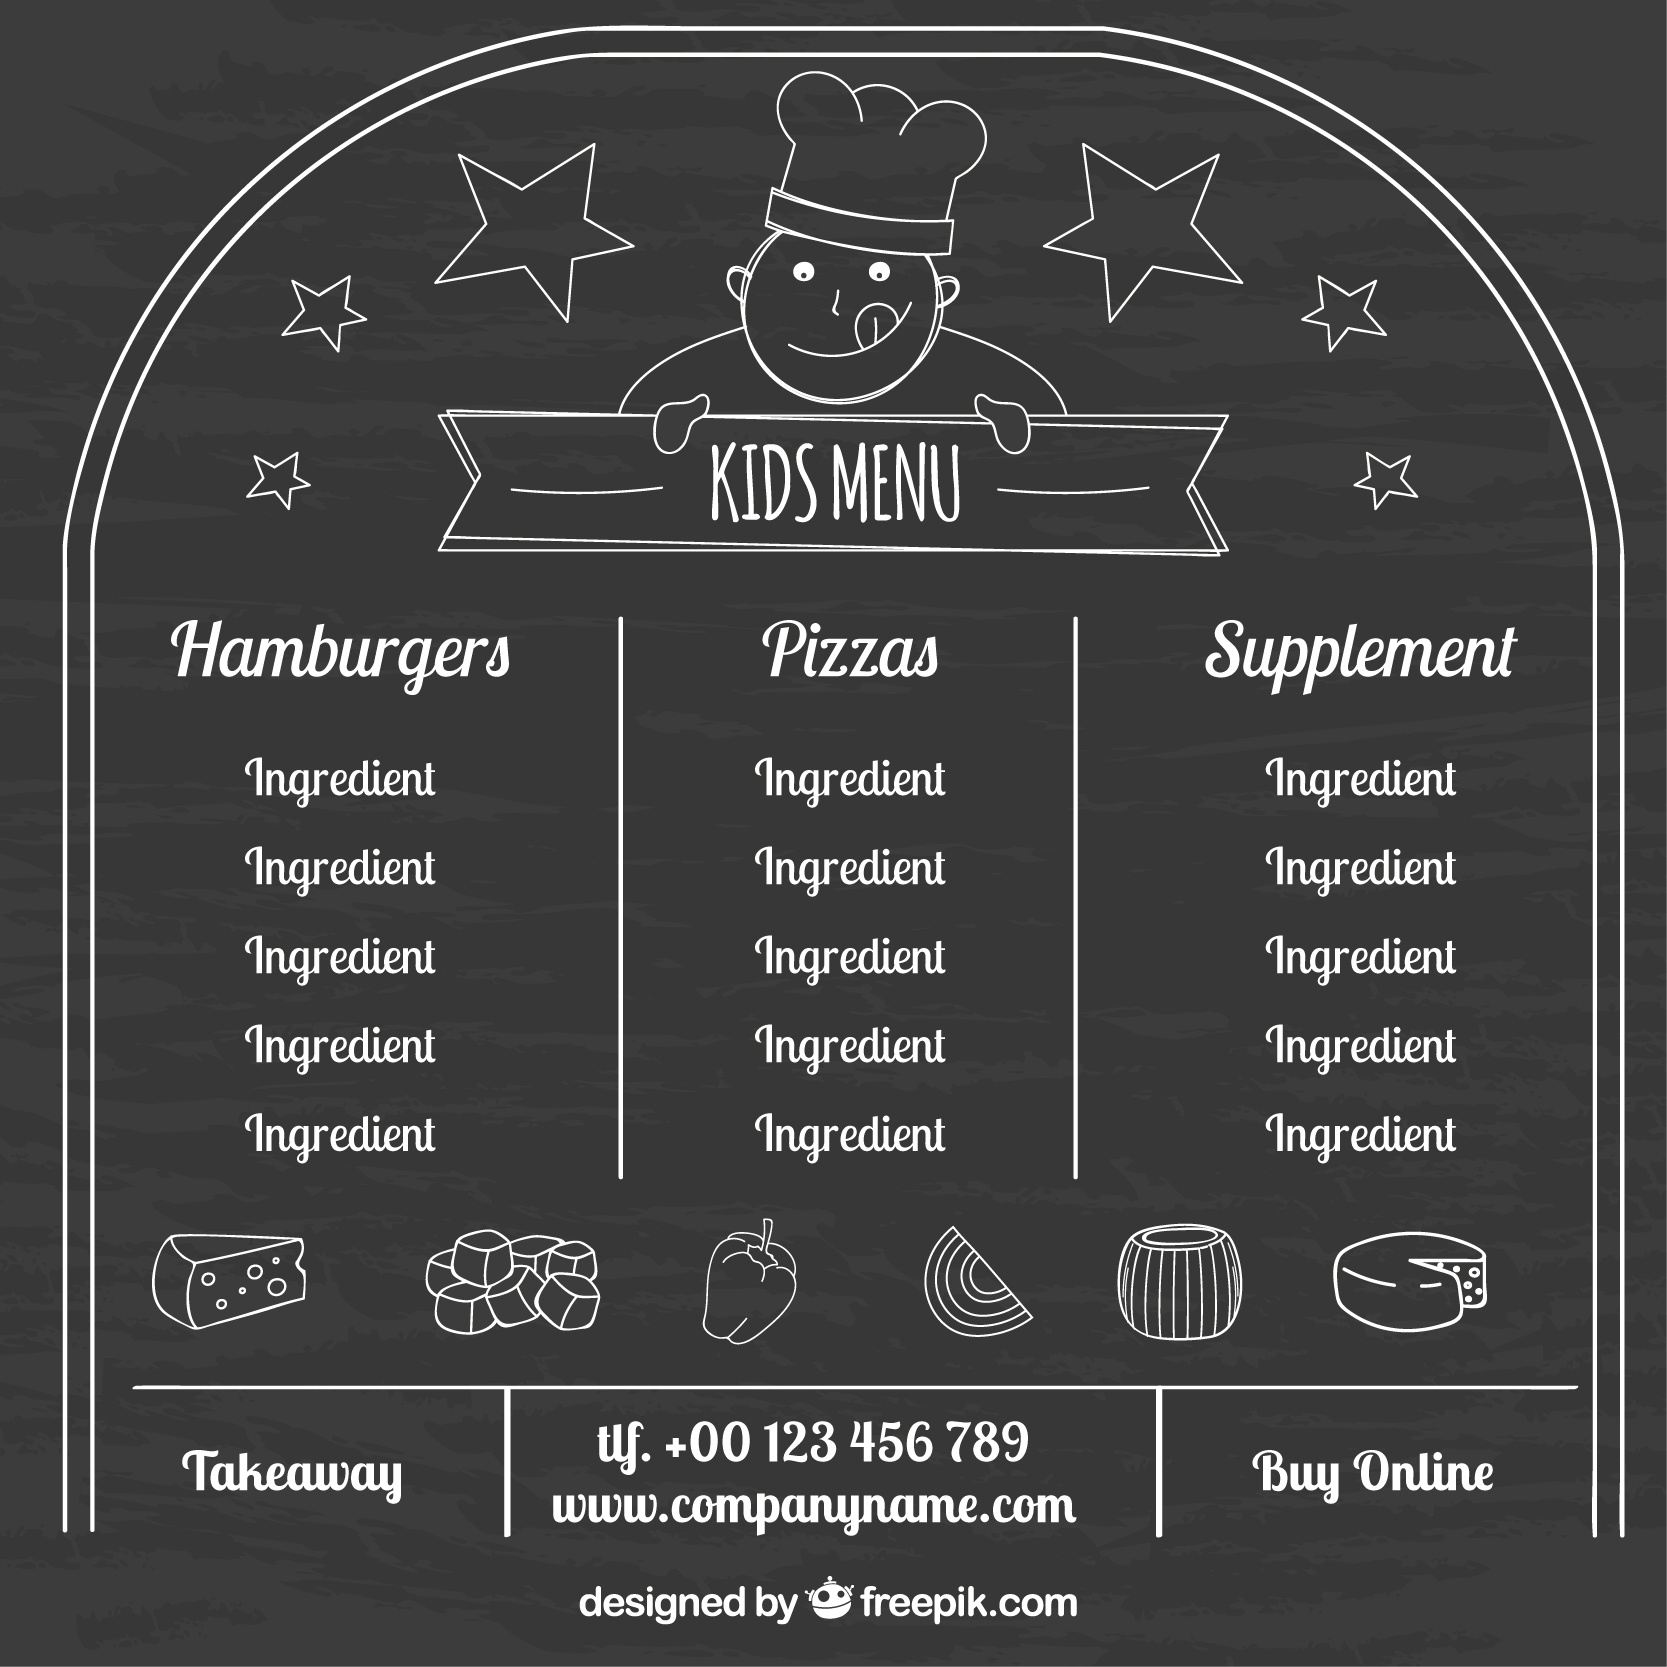 KIDS MENU
Hamburgers
Ingredient
Ingredient
Ingredient
Ingredient
Ingredient
Pizzas
Ingredient
Ingredient
Ingredient
Ingredient
Ingredient
Supplement
Ingredient
Ingredient
Ingredient
Ingredient
Ingredient
Takeaway
tlf. +00 123 456 789
www.companyname.com
Buy Online
designed by freepik.com